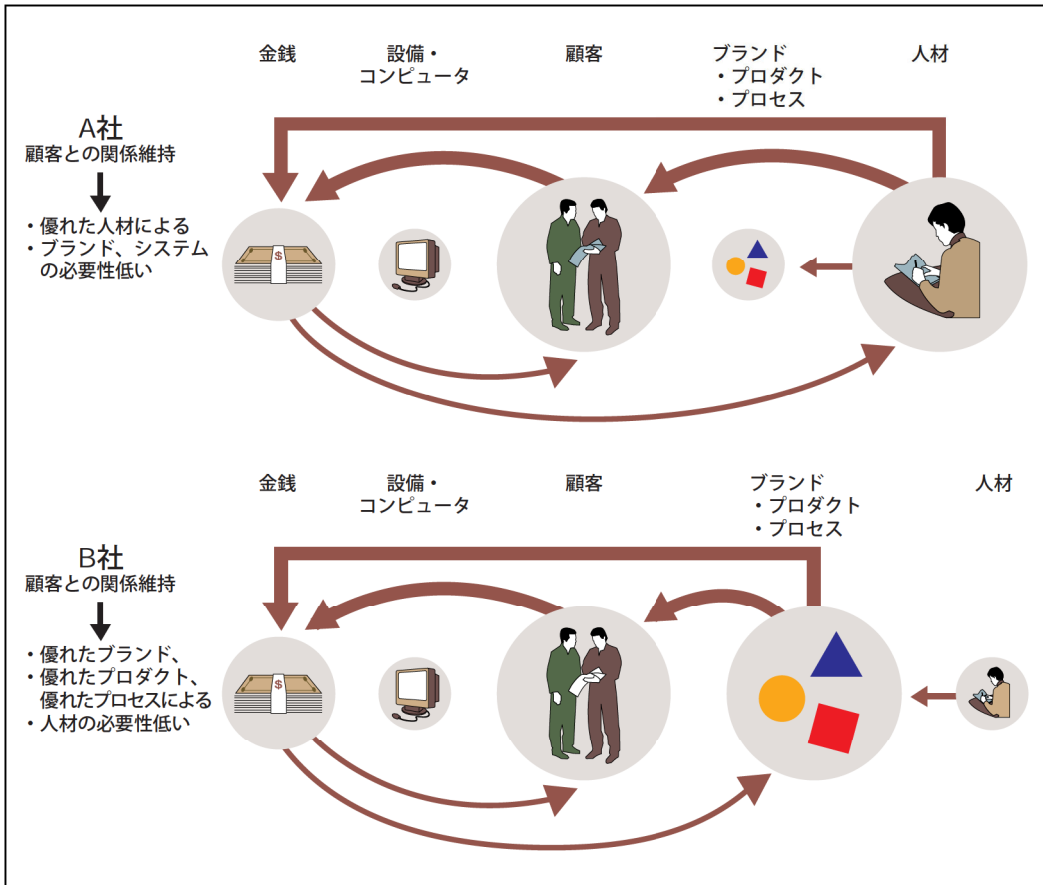 金銭
設備・
コンピュータ
顧客
ブランド
・プロダクト
・プロセス
人材
A社
顧客との関係維持
・優れた人材による
・ブランド、システム
の必要性低い
$
金銭
設備・
コンピュータ
顧客
ブランド
・プロダクト
・プロセス
人材
B社
顧客との関係維持
・優れたブランド、
・優れたプロダクト、
優れたプロセスによる
・人材の必要性低い
$